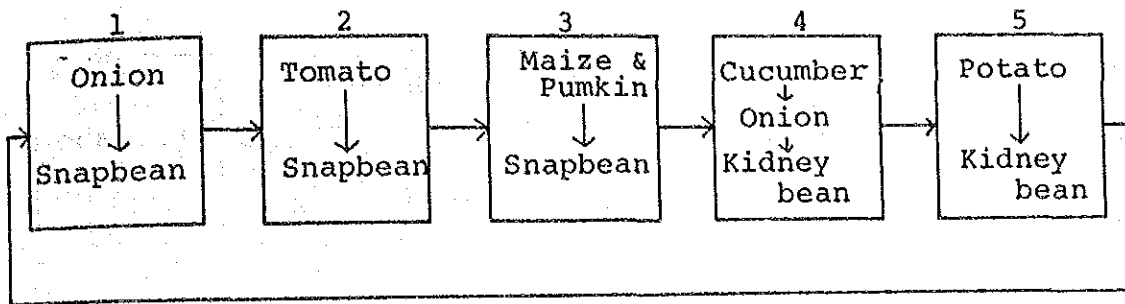 1
Onion
Snapbean
2
Tomato
Snapbean
3
Maize &
Pumkin
Snapbean
4
Cucumber
Onion
Kidney
bean
5
Potato
Kidney
bean